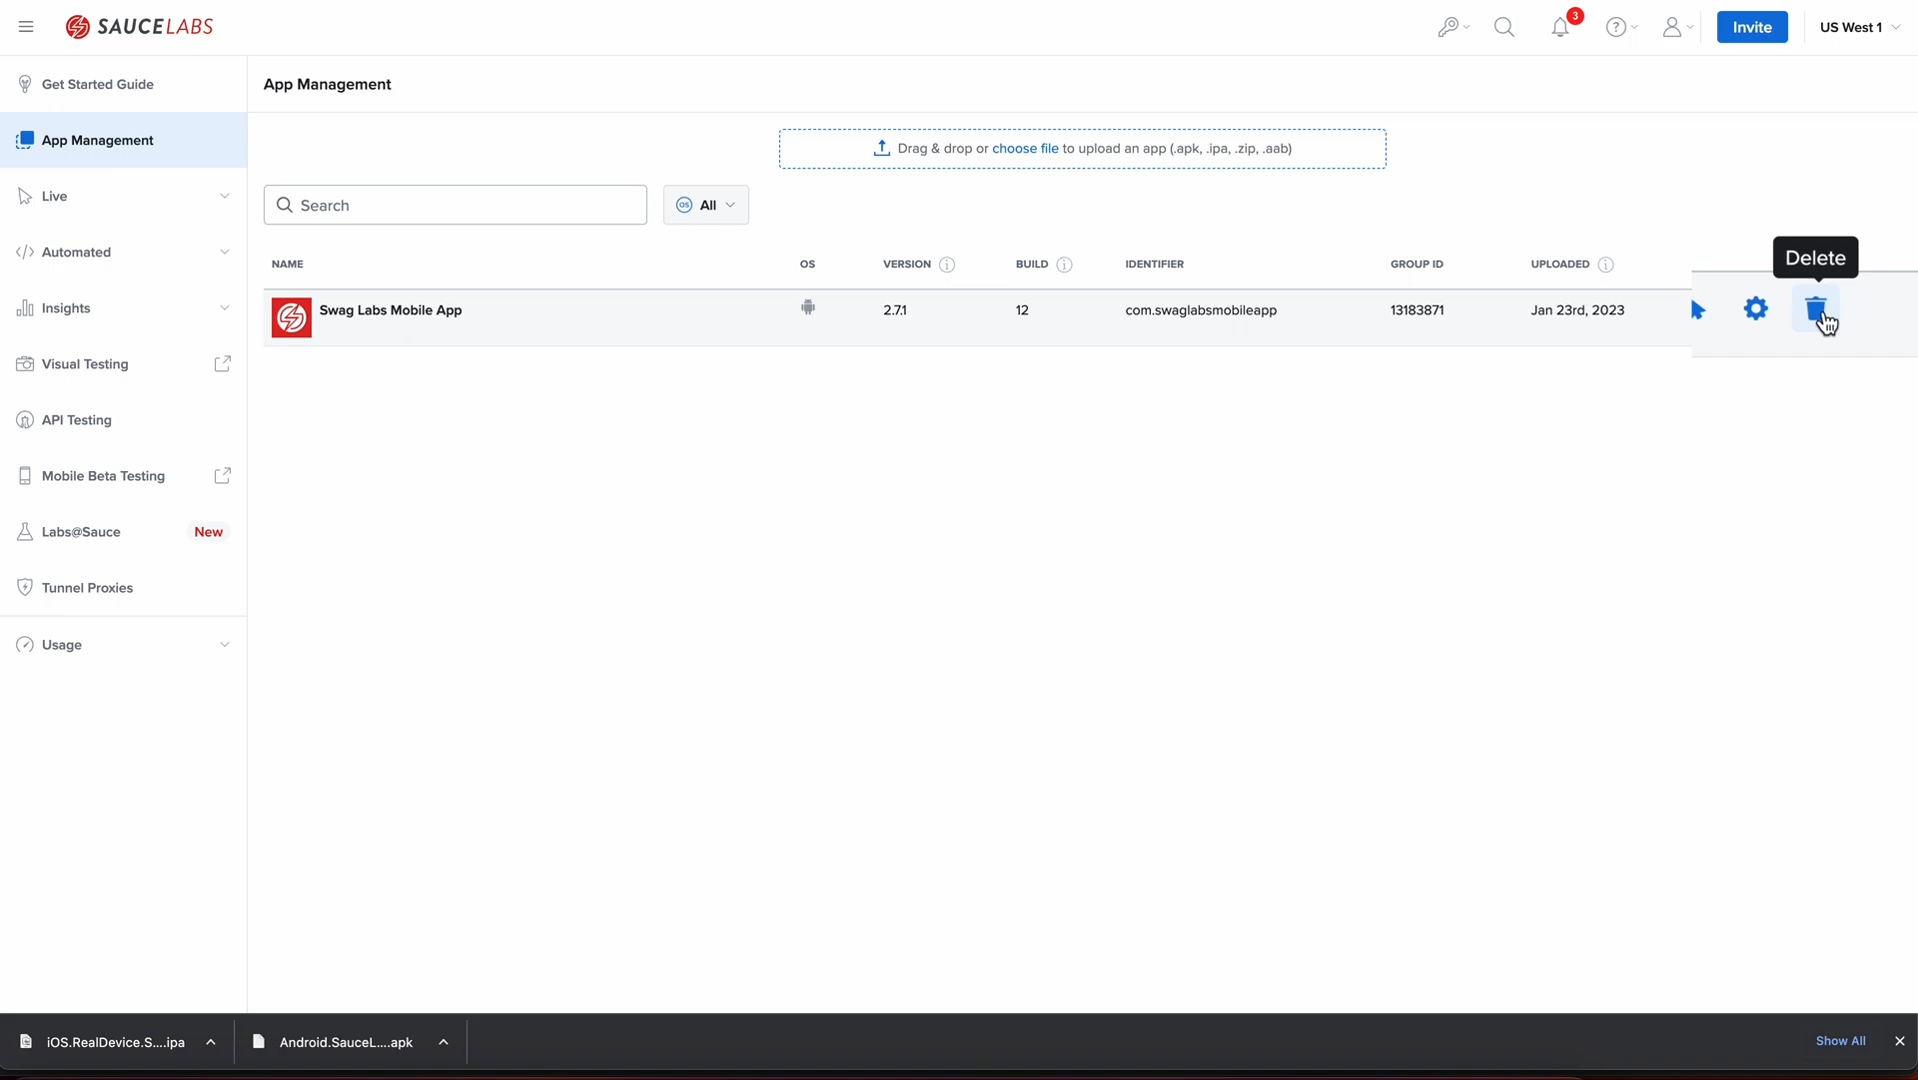 SAUCELABS
3
Invite
US West 1
Get Started Guide
App Management
Live
Automated
Insights
Visual Testing
API Testing
Mobile Beta Testing
Labs@Sauce New
Tunnel Proxies
Usage
App Management
Drag & drop or choose file to upload an app (.apk, .ipa, .zip, .aab)
Search
OS All
NAME OS VERSION BUILD IDENTIFIER GROUP ID UPLOADED
Delete
Swag Labs Mobile App 2.7.1 12 com.swaglabsmobileapp 13183871 Jan 23rd, 2023
iOS.RealDevice.S....ipa
Android.SauceL....apk
Show All